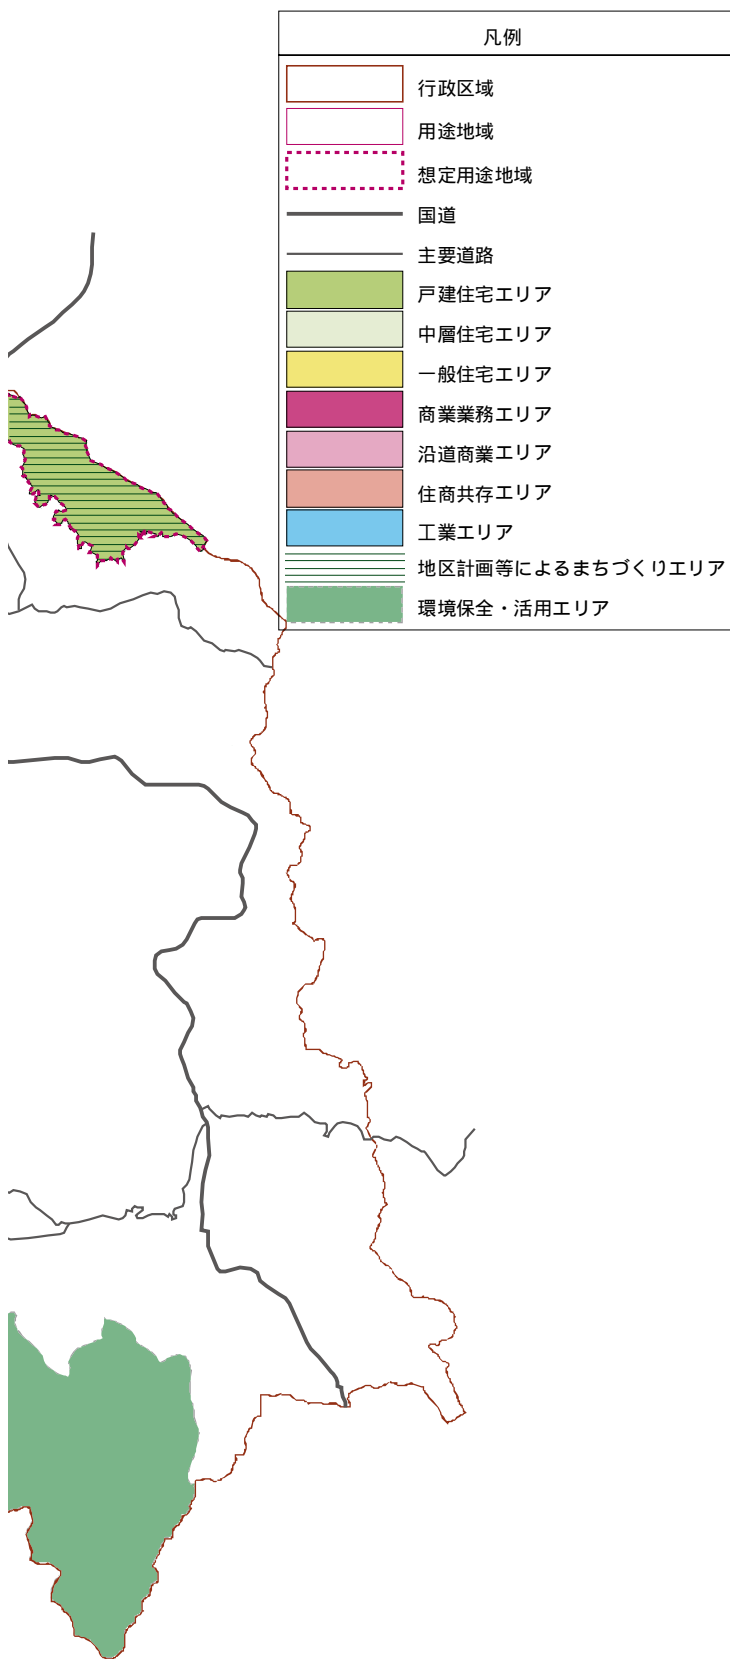 凡例
行政区域
用途地域
想定用途地域
国道
主要道路
戸建住宅エリア
中層住宅エリア
一般住宅エリア
商業業務エリア
沿道商業エリア
住商共存エリア
工業エリア
地区計画等によるまちづくりエリア
環境保全・活用エリア